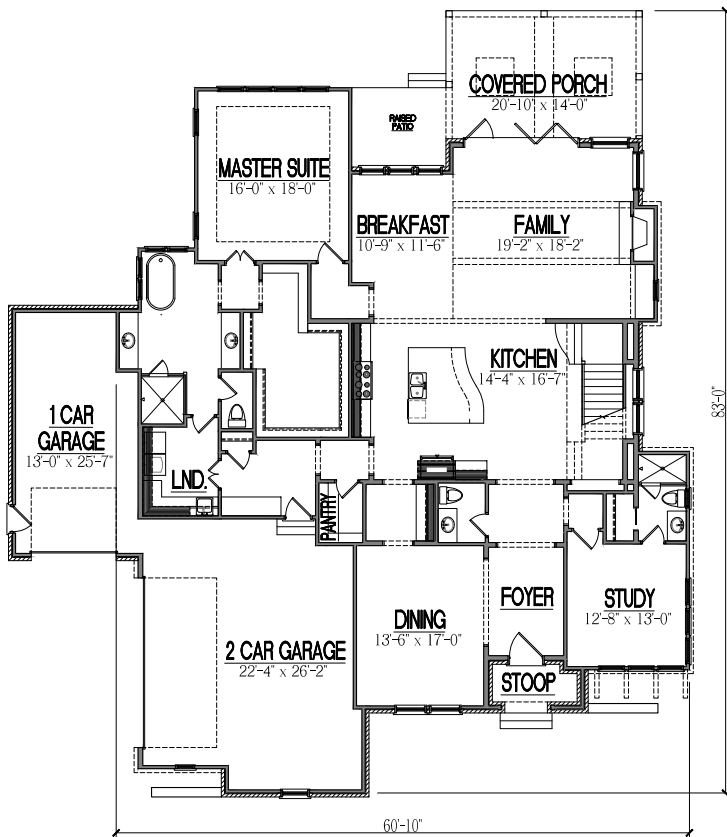 COVERED PORCH
20'-10" x 14'-0"
RAISED
PATIO
MASTER SUITE
16'-0" x 18'-0"
BREAKFAST
10'-9" x 11'-6"
FAMILY
19'-2" x 18'-2"
KITCHEN
14'-4" x 16'-7"
83'-0"
1 CAR
GARAGE
13'-0" x 25'-7"
LND.
PANTRY
DINING
13'-6" x 17'-0"
FOYER
STUDY
12'-8" x 13'-0"
2 CAR GARAGE
22'-4" x 26'-2"
STOOP
60'-10"